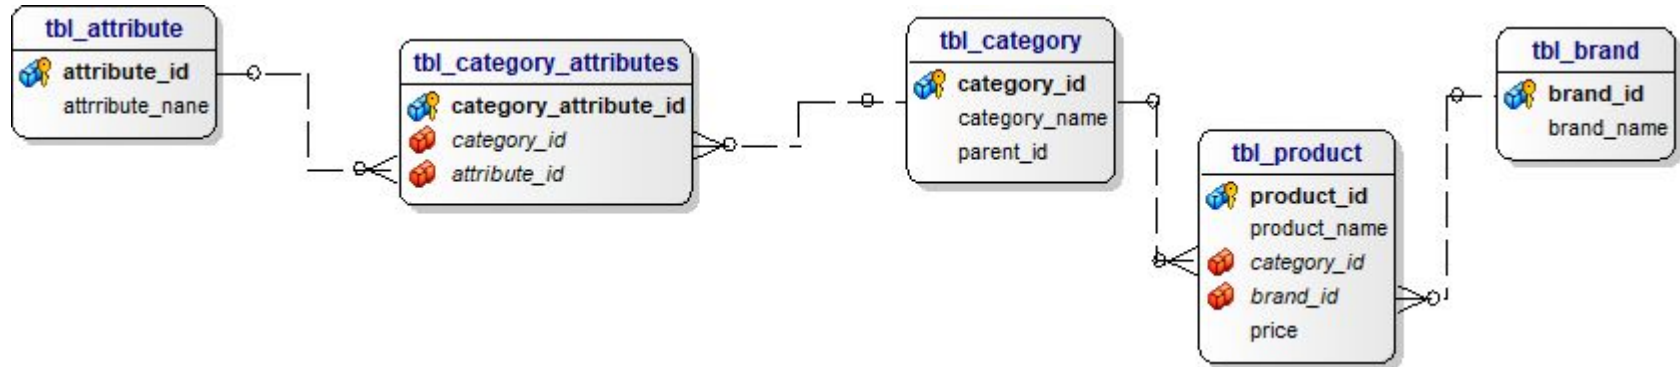 tbl_attribute
attribute_id
attrribute_nane
tbl_category_attributes
category_attribute_id
category_id
attribute_id
tbl_category
category_id
category_name
parent_id
tbl_product
product_id
product_name
category_id
brand_id
price
tbl_brand
brand_id
brand_name